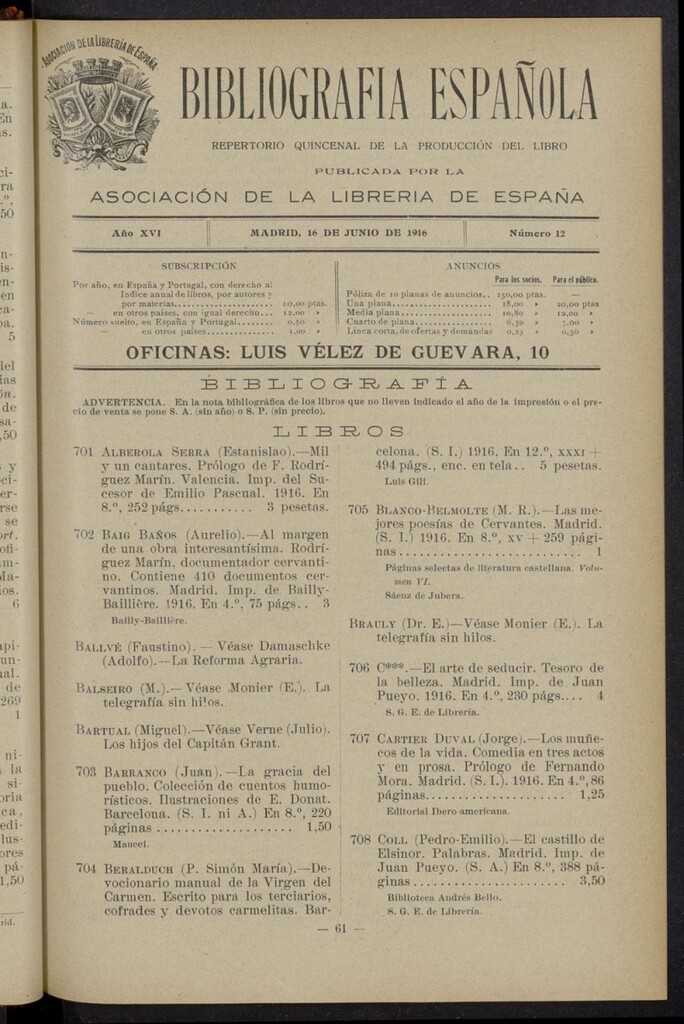 ASOCIACIÓN DE LA LIBRERÍA DE ESPAÑA
BIBLIOGRAFIA ESPAÑOLA
REPERTORIO QUINCENAL DE LA PRODUCCIÓN DEL LIBRO
PUBLICADA POR LA
ASOCIACIÓN DE LA LIBRERIA DE ESPAÑA
Año XVI
MADRID, 16 DE JUNIO DE 1916
Número 12
SUBSCRIPCIÓN
Por año, en España y Portugal, con derecho al
Indice anual de libros, por autores y
por materias.................. 10,00 ptas.
— en otros países, con igual derecho... 12,00 »
Número suelto, en España y Portugal........ 0,50 »
— en otros países............... 1,00 »
ANUNCIOS
Para los socios. Para el público.
Póliza de 10 planas de anuncios.. 150,00 ptas. —
Una plana........................ 18,00 » 20,00 ptas
Media plana...................... 10,80 » 12,00 »
Cuarto de plana.................. 6,30 » 7,00 »
Línea corta, de ofertas y demandas 0,25 » 0,50 »
OFICINAS: LUIS VÉLEZ DE GUEVARA, 10
BIBLIOGRAFÍA
ADVERTENCIA. En la nota bibliográfica de los libros que no lleven indicado el año de la impresión o el pre-
cio de venta se pone S. A. (sin año) o S. P. (sin precio).
LIBROS
701 ALBEROLA SERRA (Estanislao).—Mil
y un cantares. Prólogo de F. Rodrí-
guez Marín. Valencia. Imp. del Su-
cesor de Emilio Pascual. 1916. En
8.º, 252 págs........... 3 pesetas.
702 BAIG BAÑOS (Aurelio).—Al margen
de una obra interesantísima. Rodrí-
guez Marín, documentador cervanti-
no. Contiene 410 documentos cer-
vantinos. Madrid. Imp. de Bailly-
Baillière. 1916. En 4.º, 75 págs.. 3
Bailly-Baillière.
BALLVÉ (Faustino). — Véase Damaschke
(Adolfo).—La Reforma Agraria.
BALSEIRO (M.).— Véase Monier (E.). La
telegrafía sin hilos.
BARTUAL (Miguel).—Véase Verne (Julio).
Los hijos del Capitán Grant.
703 BARRANCO (Juan).—La gracia del
pueblo. Colección de cuentos humo-
rísticos. Ilustraciones de E. Donat.
Barcelona. (S. I. ni A.) En 8.º, 220
páginas.................... 1,50
Maucci.
704 BERALDUCH (P. Simón María).—De-
vocionario manual de la Virgen del
Carmen. Escrito para los terciarios,
cofrades y devotos carmelitas. Bar-
celona. (S. I.) 1916. En 12.º, XXXI +
494 págs., enc. en tela.. 5 pesetas.
Luis Gili.
705 BLANCO-BELMOLTE (M. R.).—Las me-
jores poesías de Cervantes. Madrid.
(S. I.) 1916. En 8.º, XV + 259 pági-
nas......................... 1
Páginas selectas de literatura castellana. Volu-
men VI.
Sáenz de Jubera.
BRAULY (Dr. E.)—Véase Monier (E.). La
telegrafía sin hilos.
706 C***.—El arte de seducir. Tesoro de
la belleza. Madrid. Imp. de Juan
Pueyo. 1916. En 4.º, 230 págs.... 4
S. G. E. de Librería.
707 CARTIER DUVAL (Jorge).—Los muñe-
cos de la vida. Comedia en tres actos
y en prosa. Prólogo de Fernando
Mora. Madrid. (S. I.). 1916. En 4.º, 86
páginas.................... 1,25
Editorial Ibero-americana.
708 COLL (Pedro-Emilio).—El castillo de
Elsinor. Palabras. Madrid. Imp. de
Juan Pueyo. (S. A.) En 8.º, 388 pá-
ginas...................... 3,50
Biblioteca Andrés Bello.
S. G. E. de Librería.
— 61 —